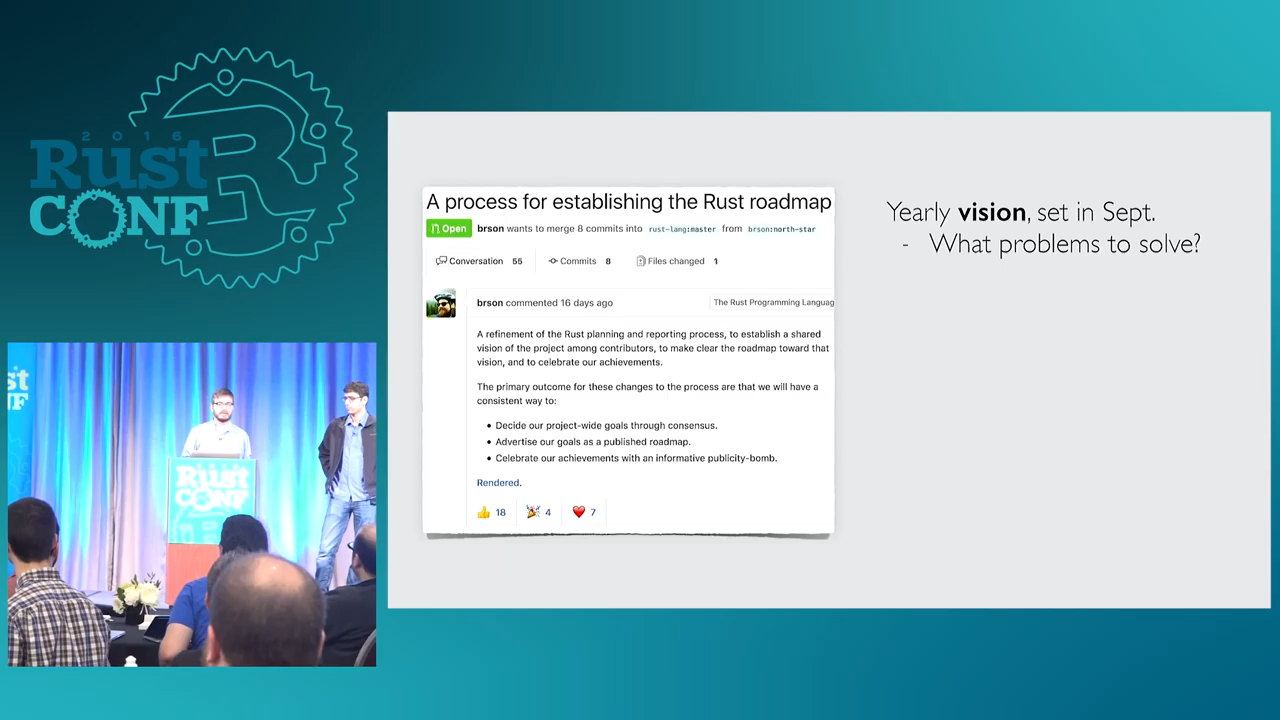 2016
Rust
CONF
A process for establishing the Rust roadmap
Open brson wants to merge 8 commits into rust-lang:master from brson:north-star
Conversation 55 Commits 8 Files changed 1
brson commented 16 days ago The Rust Programming Languag
A refinement of the Rust planning and reporting process, to establish a shared
vision of the project among contributors, to make clear the roadmap toward that
vision, and to celebrate our achievements.
The primary outcome for these changes to the process are that we will have a
consistent way to:
• Decide our project-wide goals through consensus.
• Advertise our goals as a published roadmap.
• Celebrate our achievements with an informative publicity-bomb.
Rendered.
👍 18 🎉 4 ❤️ 7
Yearly vision, set in Sept.
- What problems to solve?
st
NF
Rust
CONF